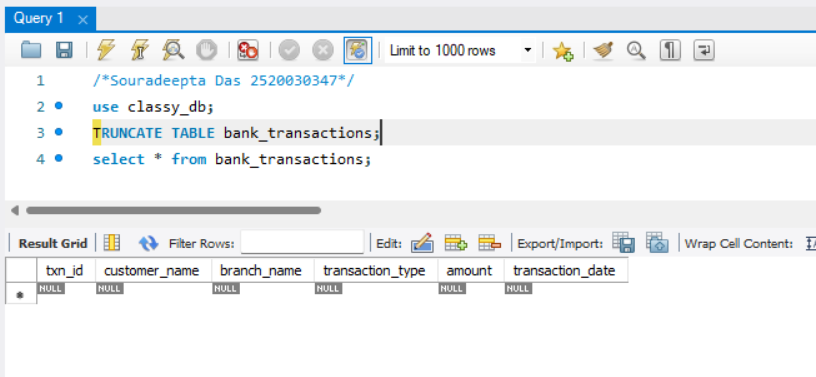 Query 1
Limit to 1000 rows
1 /*Souradeepta Das 2520030347*/
2 use classy_db;
3 TRUNCATE TABLE bank_transactions;
4 select * from bank_transactions;
Result Grid Filter Rows: Edit: Export/Import: Wrap Cell Content:
txn_id customer_name branch_name transaction_type amount transaction_date
* NULL NULL NULL NULL NULL NULL